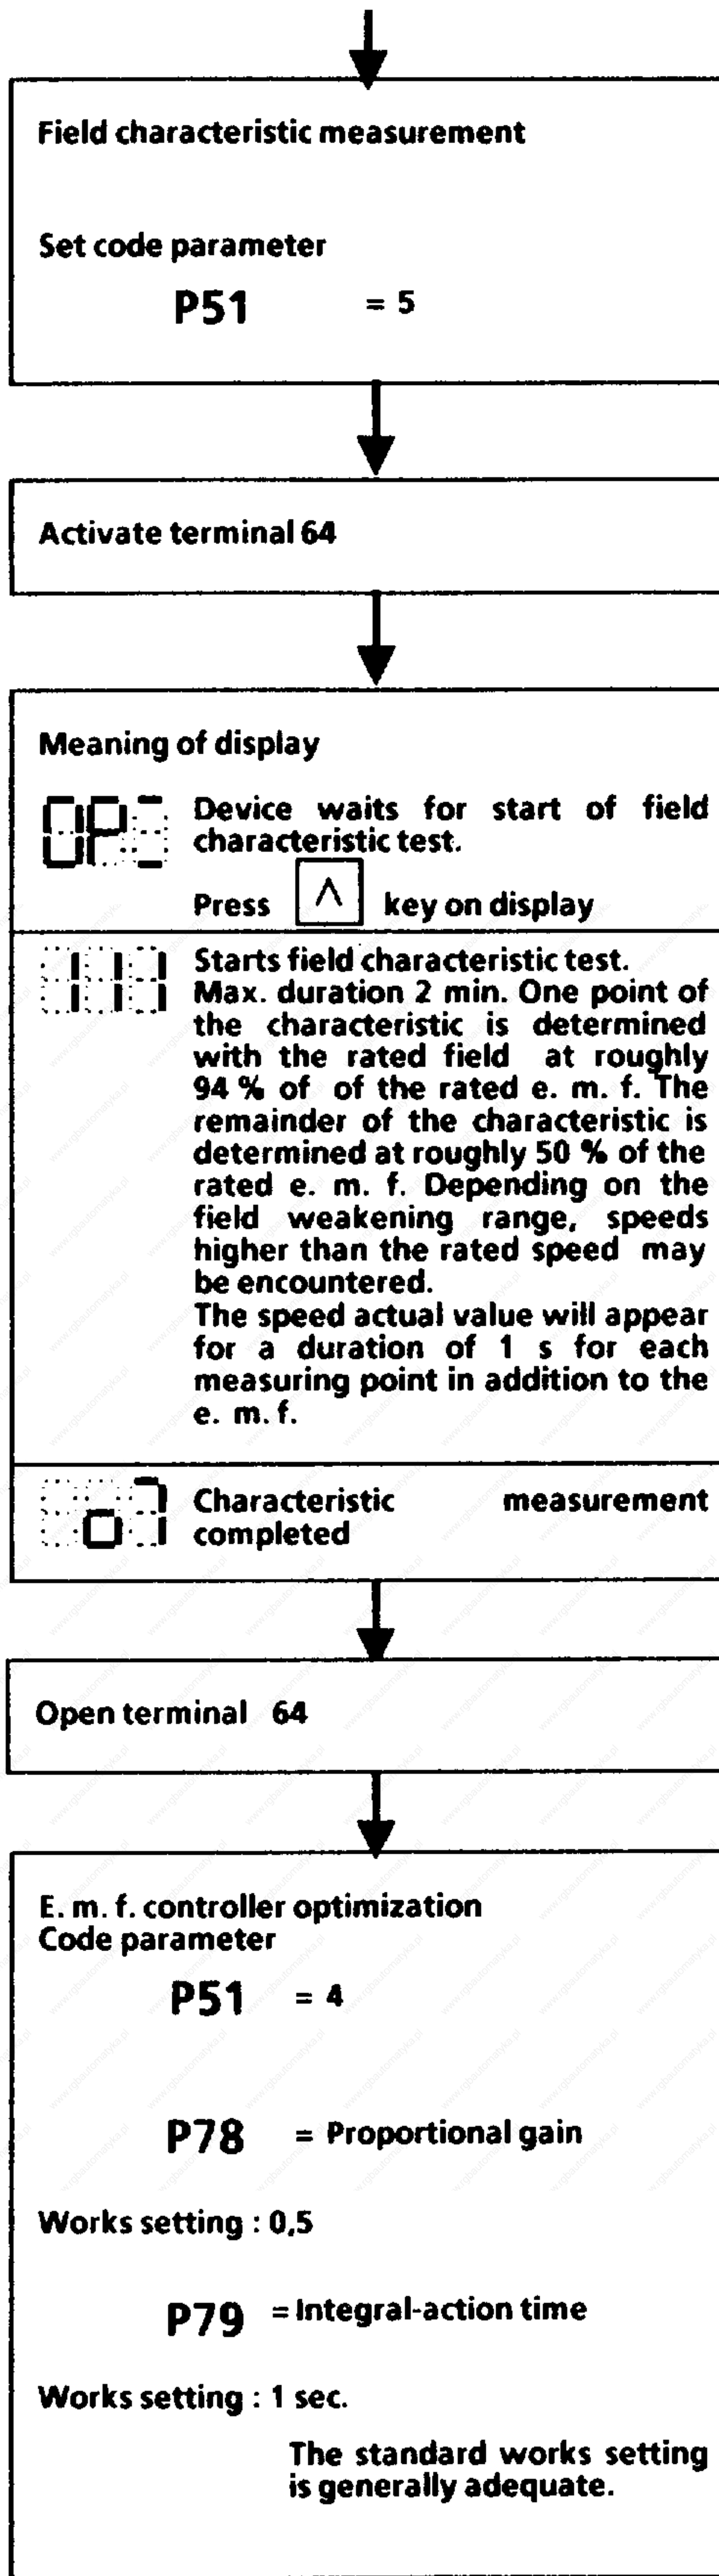 Field characteristic measurement
Set code parameter
P51 = 5
Activate terminal 64
Meaning of display
Device waits for start of field
characteristic test.
Press ^ key on display
Starts field characteristic test.
Max. duration 2 min. One point of
the characteristic is determined
with the rated field at roughly
94 % of of the rated e. m. f. The
remainder of the characteristic is
determined at roughly 50 % of the
rated e. m. f. Depending on the
field weakening range, speeds
higher than the rated speed may
be encountered.
The speed actual value will appear
for a duration of 1 s for each
measuring point in addition to the
e. m. f.
Characteristic measurement
completed
Open terminal 64
E. m. f. controller optimization
Code parameter
P51 = 4
P78 = Proportional gain
Works setting : 0,5
P79 = Integral-action time
Works setting : 1 sec.
The standard works setting
is generally adequate.
www.rgbautomatyka.pl